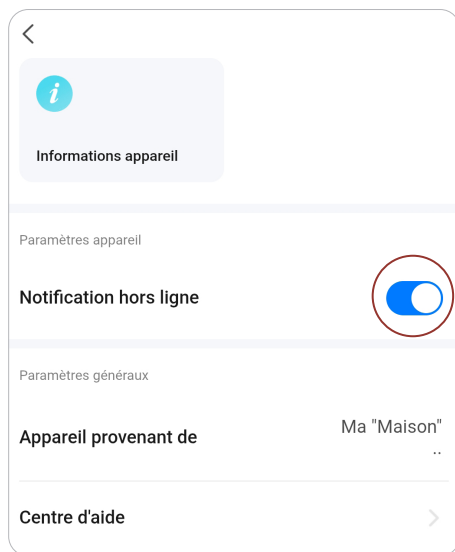 i
Informations appareil
Paramètres appareil
Notification hors ligne
Paramètres généraux
Appareil provenant de
Ma "Maison"
..
Centre d'aide